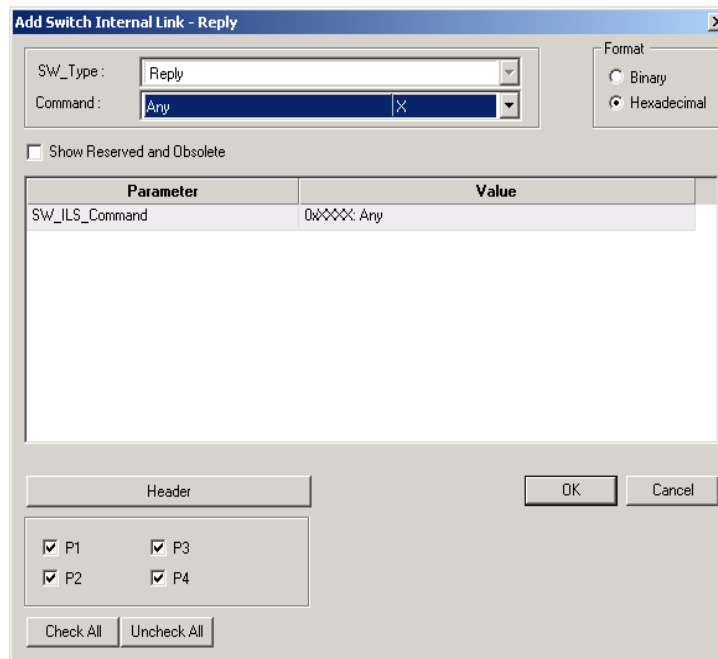 Add Switch Internal Link - Reply
SW_Type :
Reply
Command :
Any X
Format
Binary
Hexadecimal
Show Reserved and Obsolete
Parameter Value
SW_ILS_Command 0xXXXX: Any
Header
OK Cancel
P1 P3
P2 P4
Check All Uncheck All